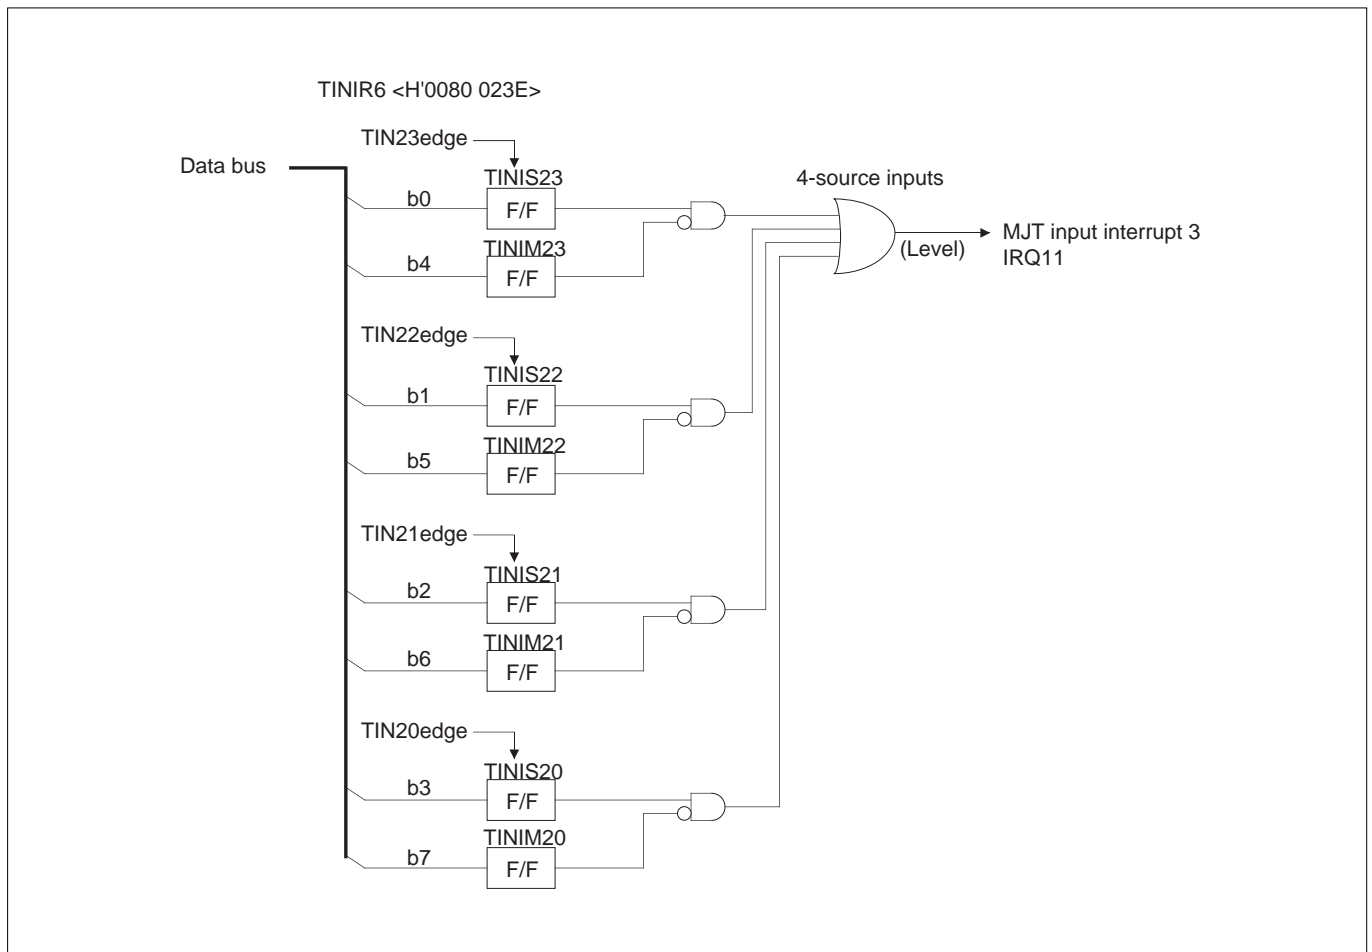 TINIR6 <H'0080 023E>
TIN23edge
Data bus
TINIS23
4-source inputs
b0
F/F
MJT input interrupt 3
(Level)
IRQ11
TINIM23
b4
F/F
TIN22edge
TINIS22
b1
F/F
TINIM22
b5
F/F
TIN21edge
TINIS21
b2
F/F
TINIM21
b6
F/F
TIN20edge
TINIS20
b3
F/F
TINIM20
b7
F/F